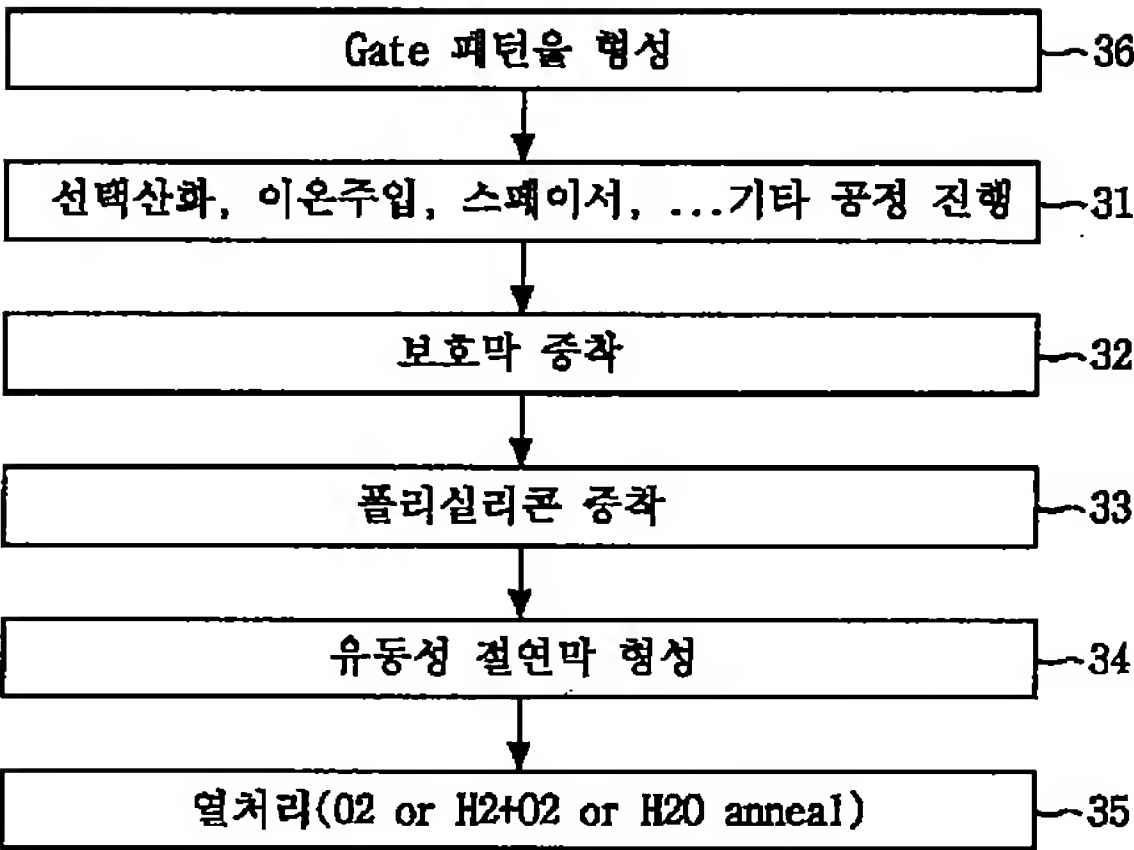 Gate 패턴을 형성
36
선택산화, 이온주입, 스페이서, ...기타 공정 진행
31
보호막 증착
32
폴리실리콘 증착
33
유동성 절연막 형성
34
열처리(O2 or H2+O2 or H2O anneal)
35